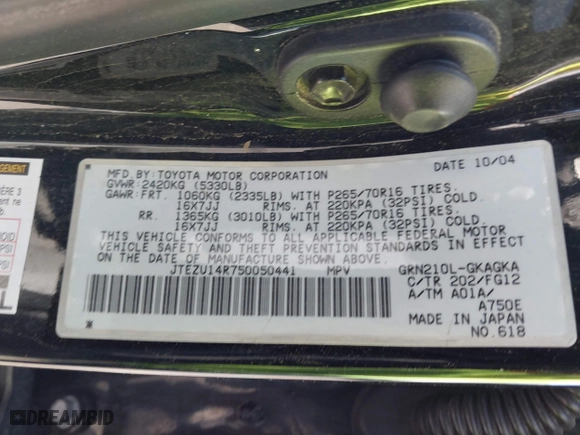 MFD. BY: TOYOTA MOTOR CORPORATION DATE 10/04
GVWR: 2420KG (5330LB)
GAWR: FRT. 1060KG (2335LB) WITH P265/70R16 TIRES.
16X7JJ RIMS. AT 220KPA (32PSI) COLD.
RR. 1365KG (3010LB) WITH P265/70R16 TIRES.
16X7JJ RIMS. AT 220KPA (32PSI) COLD.
THIS VEHICLE CONFORMS TO ALL APPLICABLE FEDERAL MOTOR
VEHICLE SAFETY AND THEFT PREVENTION STANDARDS IN EFFECT
ON THE DATE OF MANUFACTURE SHOWN ABOVE.
JTEZU14R750050441 MPV GRN210L-GKAGKA
C/TR 202/FG12
A/TM A01A/
A750E
MADE IN JAPAN
NO.618
DREAMBID